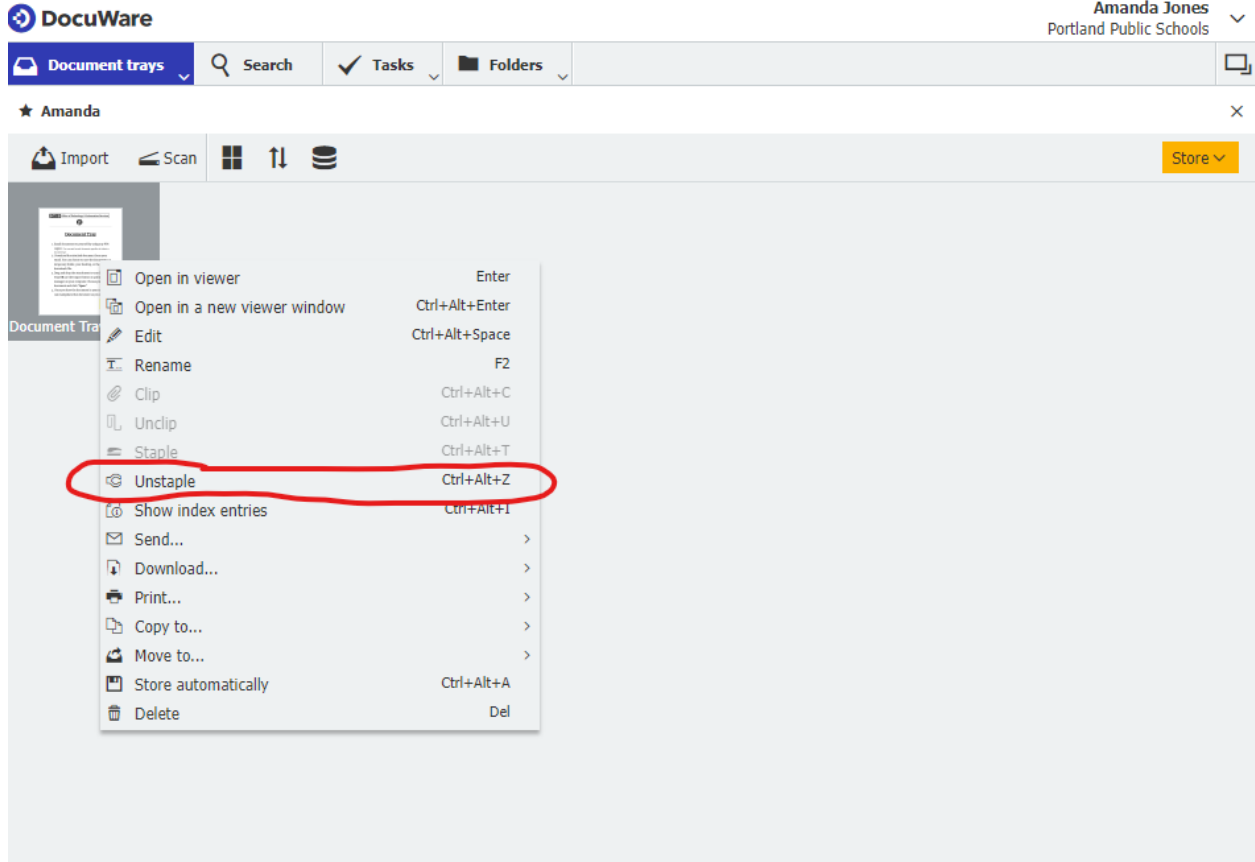 DocuWare
Amanda Jones
Portland Public Schools
Document trays Search Tasks Folders
Amanda
Import Scan Store
Document Tray
Document Tra
Open in viewer Enter
Open in a new viewer window Ctrl+Alt+Enter
Edit Ctrl+Alt+Space
Rename F2
Clip Ctrl+Alt+C
Unclip Ctrl+Alt+U
Staple Ctrl+Alt+T
Unstaple Ctrl+Alt+Z
Show index entries Ctrl+Alt+I
Send...
Download...
Print...
Copy to...
Move to...
Store automatically Ctrl+Alt+A
Delete Del